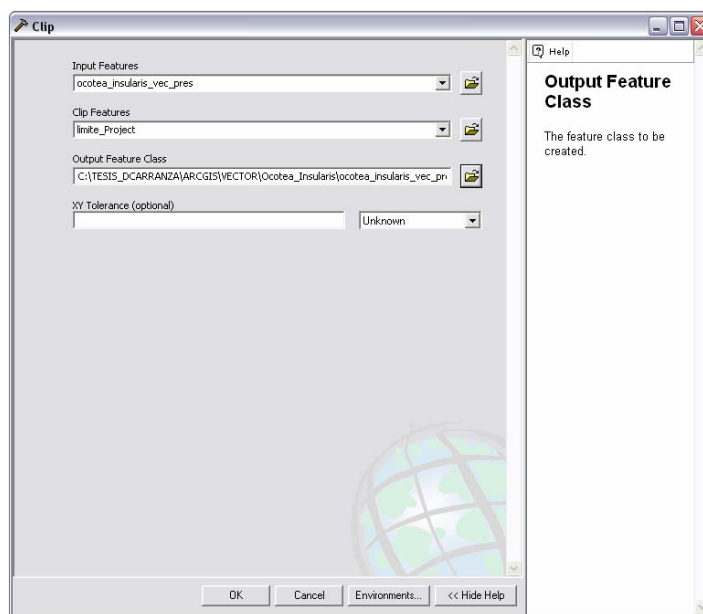 Clip
Input Features
ocotea_insularis_vec_pres
Clip Features
limite_Project
Output Feature Class
C:\TESIS_DCARRANZA\ARCGIS\VECTOR\Ocotea_Insularis\ocotea_insularis_vec_pr
XY Tolerance (optional)
Unknown
OK
Cancel
Environments...
<< Hide Help
Help
Output Feature
Class
The feature class to be
created.